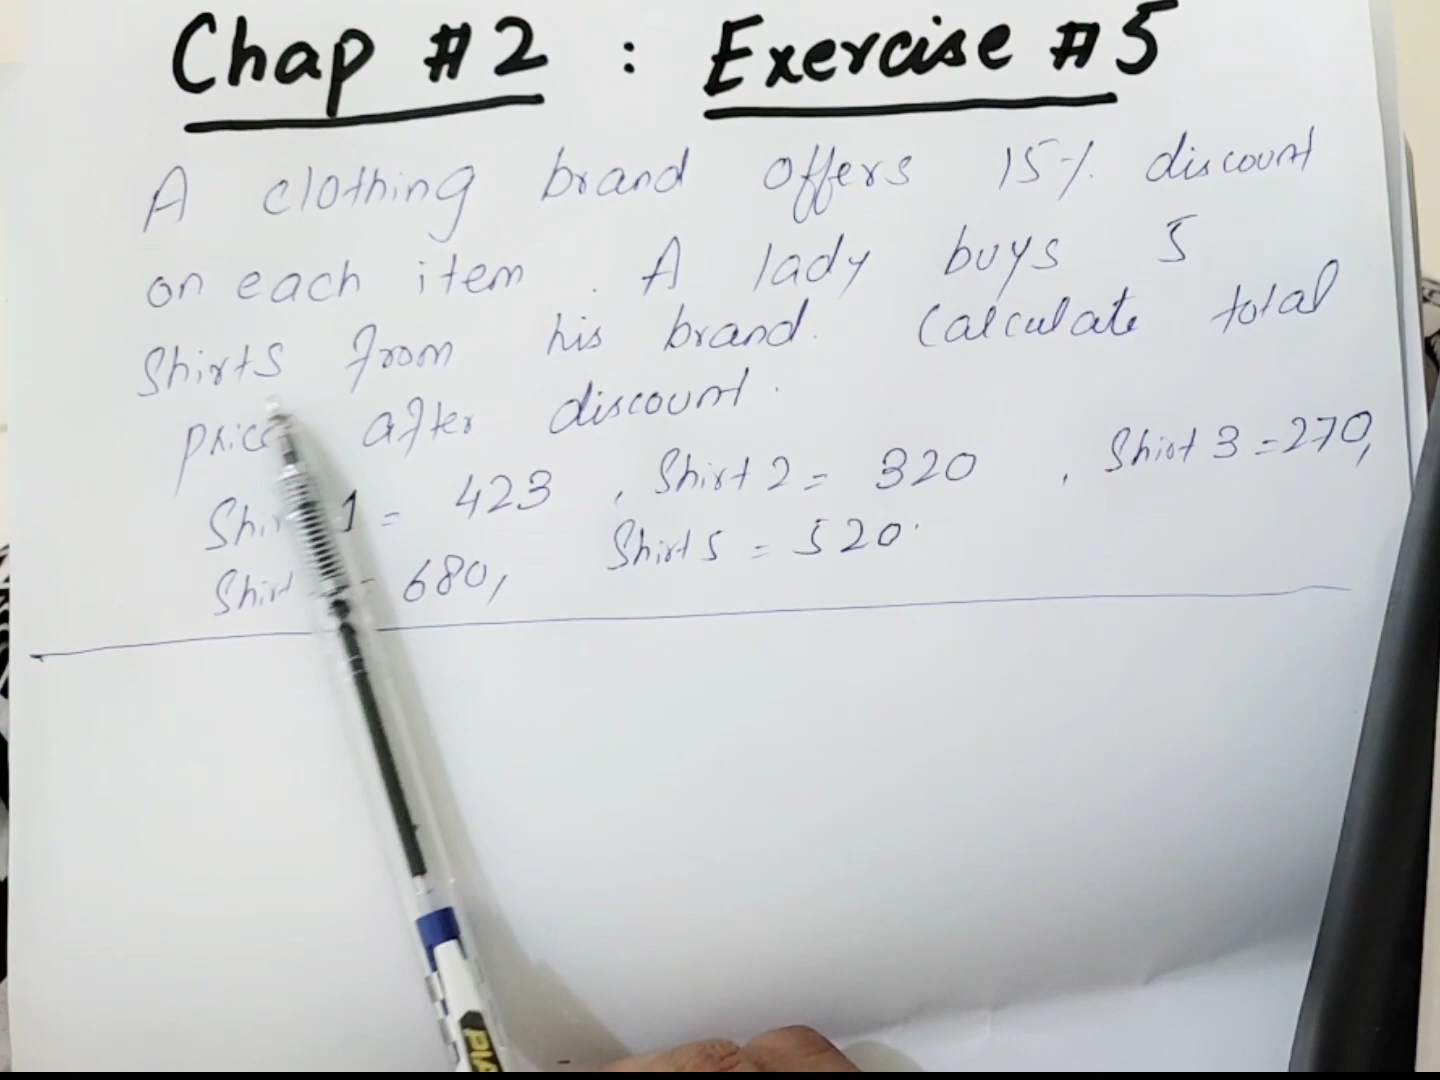 Chap #2 : Exercise #5
A clothing brand offers 15% discount
on each item. A lady buys 5
Shirts from his brand. Calculate total
price after discount.
1 = 423, Shirt 2 = 320, Shirt 3 = 270,
= 680, Shirt 5 = 520.